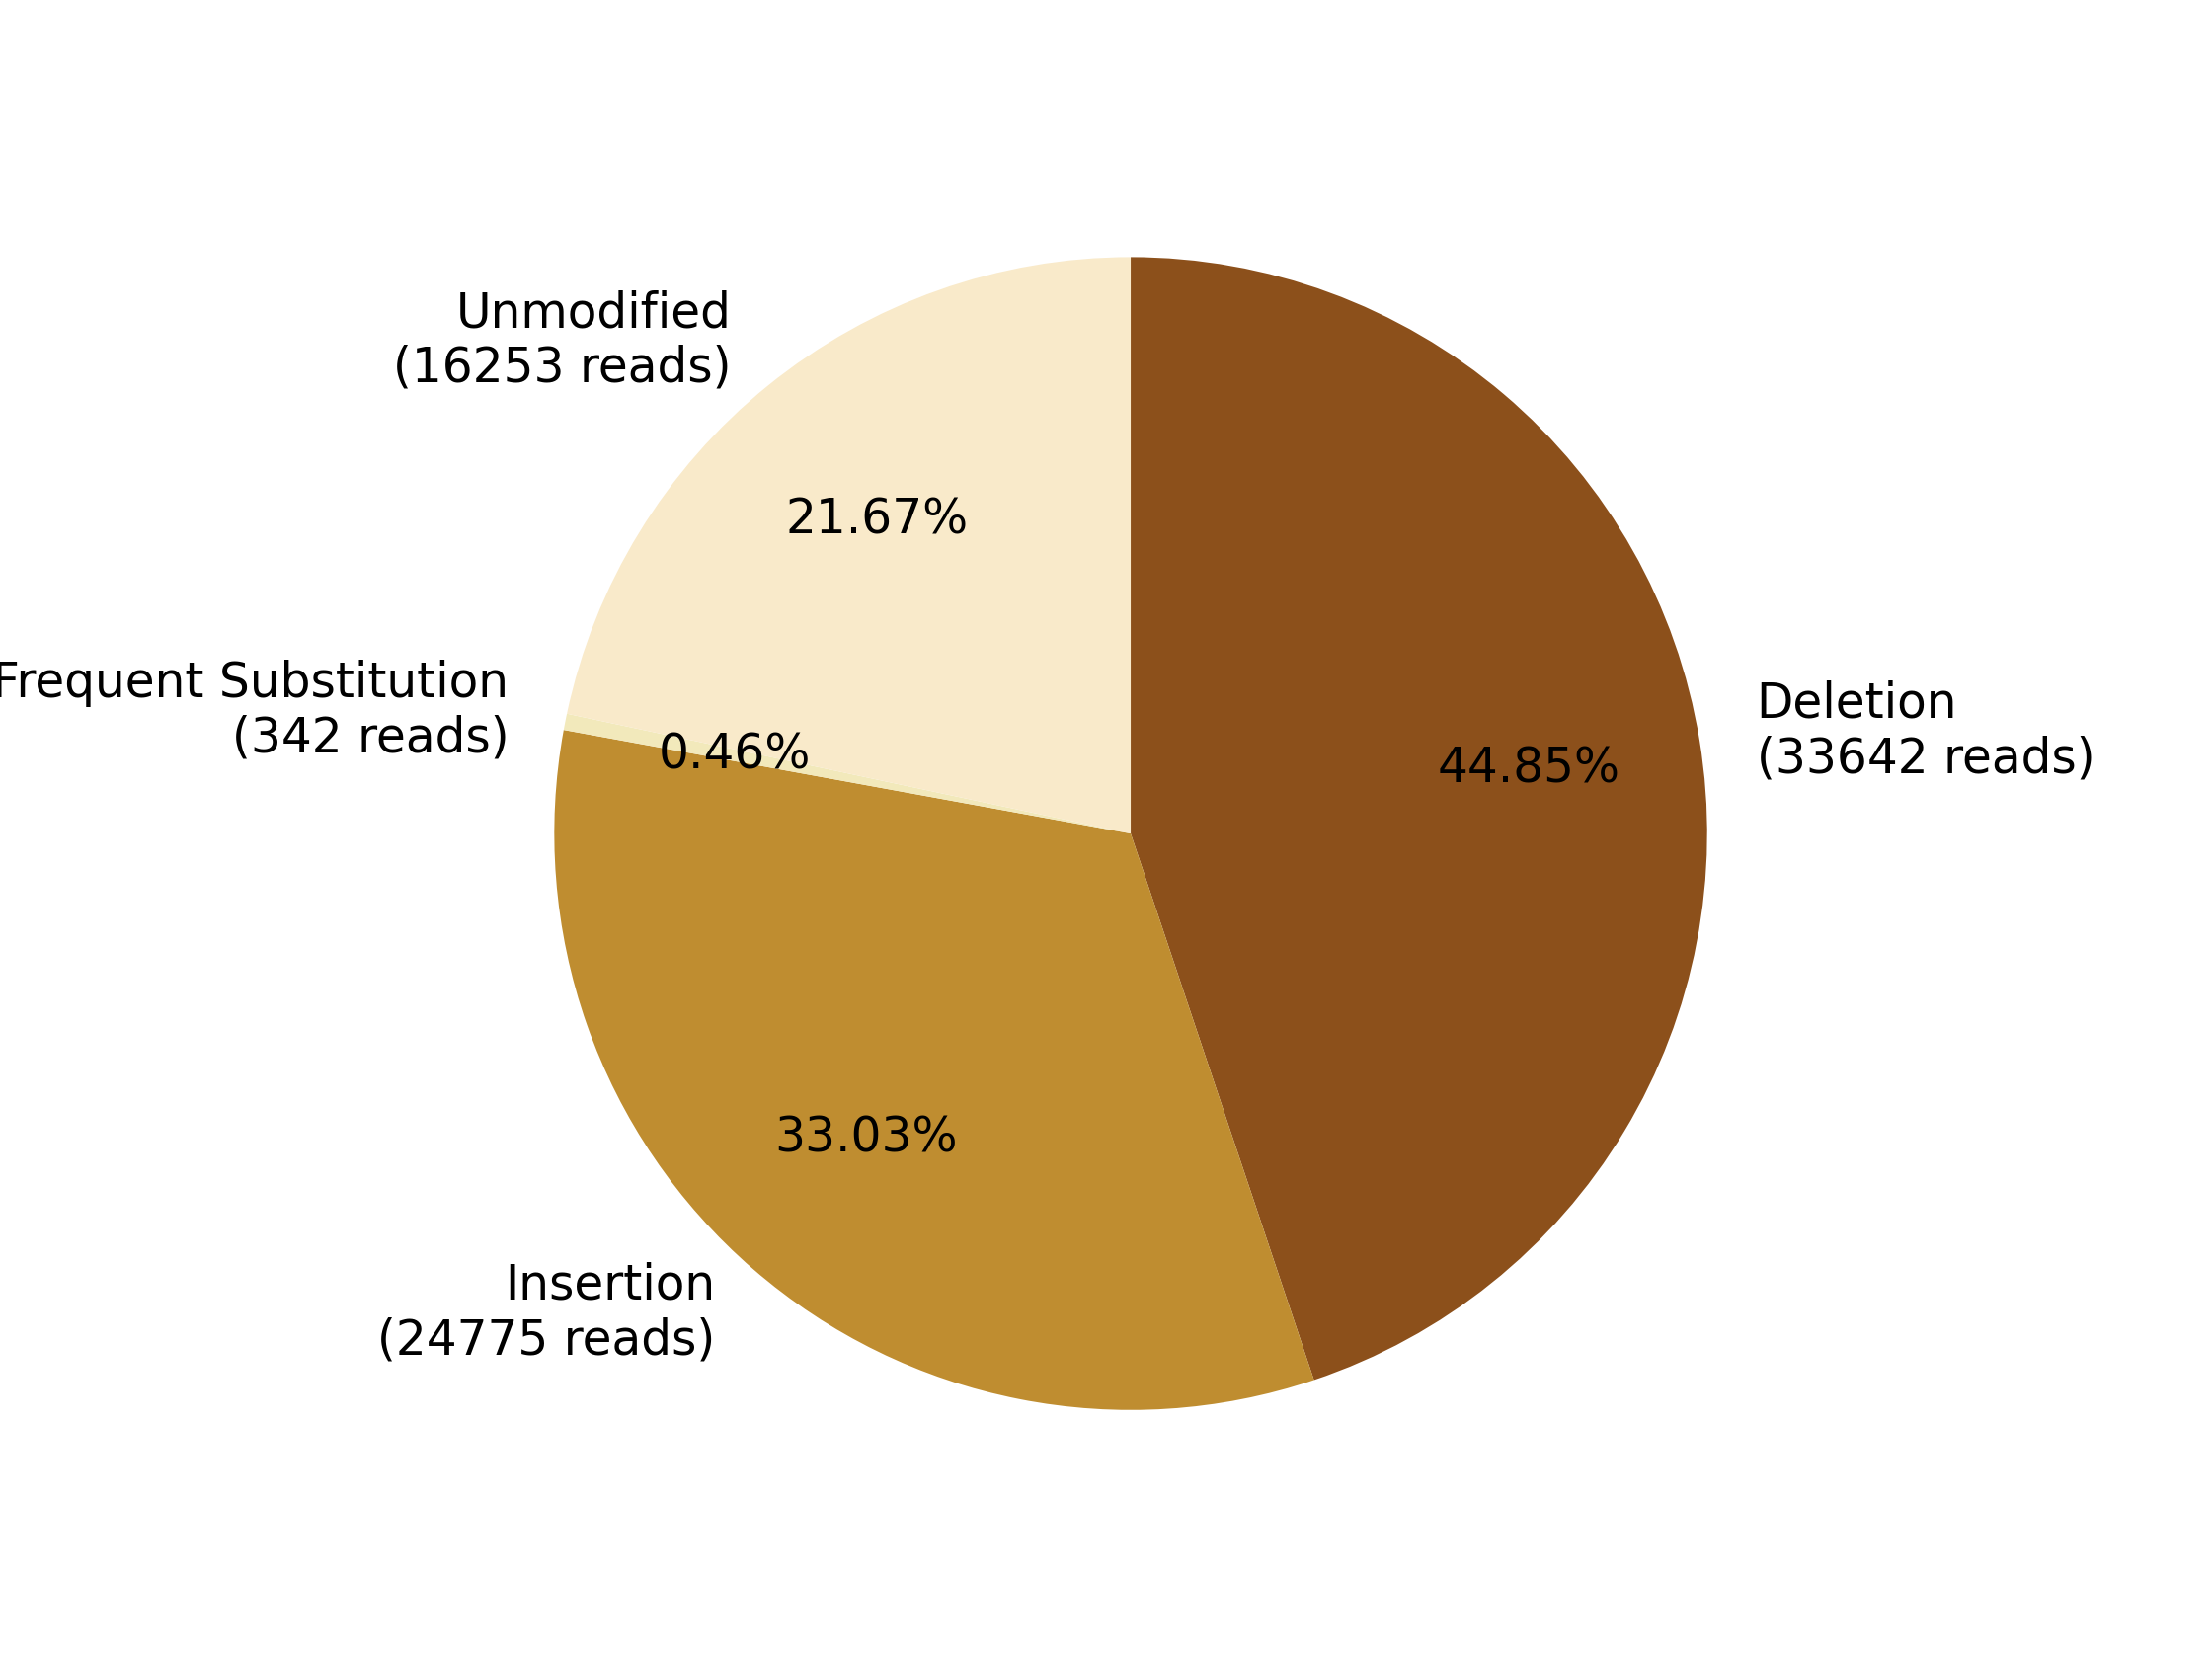 Unmodified
(16253 reads)
21.67%
Frequent Substitution
(342 reads)
0.46%
Deletion
(33642 reads)
44.85%
33.03%
Insertion
(24775 reads)